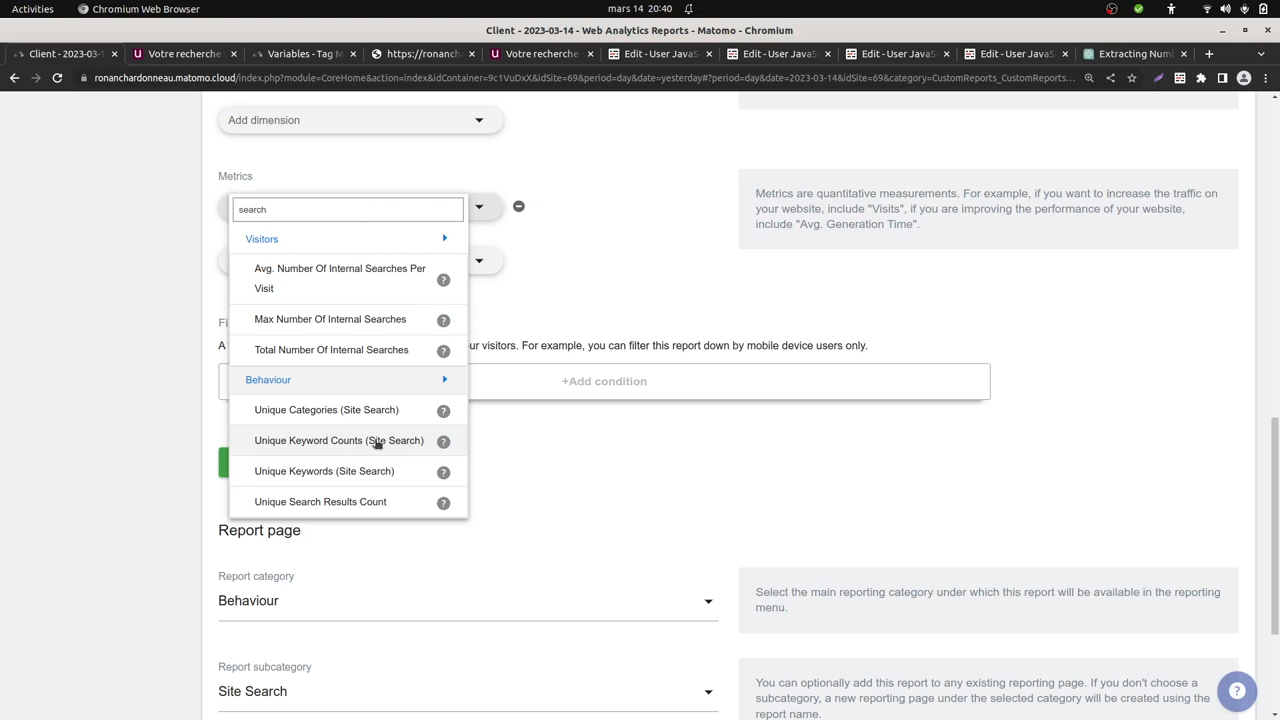 Activities
Chromium Web Browser
mars 14 20:40
Client - 2023-03-14 - Web Analytics Reports - Matomo - Chromium
Client - 2023-03-1
Votre recherche
Variables - Tag M
https://ronanch
Votre recherche
Edit - User JavaS
Edit - User JavaS
Edit - User JavaS
Edit - User JavaS
Extracting Num
ronanchardonneau.matomo.cloud/index.php?module=CoreHome&action=index&idContainer=9c1VuDxX&idSite=69&period=day&date=yesterday#?period=day&date=2023-03-14&idSite=69&category=CustomReports_CustomReports...
Add dimension
Metrics
Metrics are quantitative measurements. For example, if you want to increase the traffic on
your website, include "Visits", if you are improving the performance of your website,
include "Avg. Generation Time".
search
Visitors
Avg. Number Of Internal Searches Per
Visit
Max Number Of Internal Searches
Total Number Of Internal Searches
Behaviour
Unique Categories (Site Search)
Unique Keyword Counts (Site Search)
Unique Keywords (Site Search)
Unique Search Results Count
Fi
A
ur visitors. For example, you can filter this report down by mobile device users only.
+Add condition
Report page
Report category
Behaviour
Select the main reporting category under which this report will be available in the reporting
menu.
Report subcategory
Site Search
You can optionally add this report to any existing reporting page. If you don't choose a
subcategory, a new reporting page under the selected category will be created using the
report name.